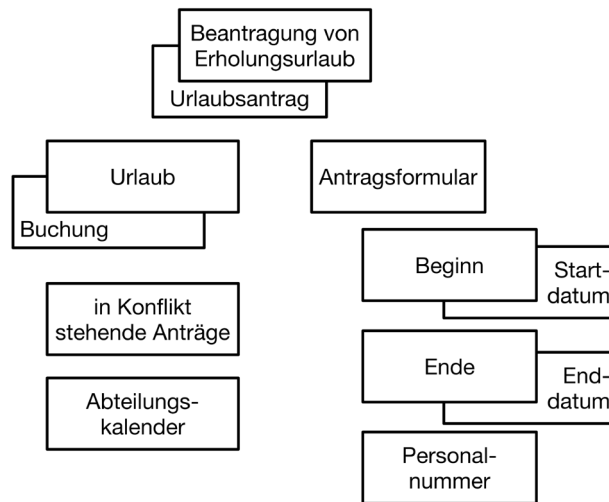 Beantragung von
Erholungsurlaub
Urlaubsantrag
Urlaub
Buchung
Antragsformular
Beginn
Start-
datum
in Konflikt
stehende Anträge
Ende
End-
datum
Abteilungs-
kalender
Personal-
nummer